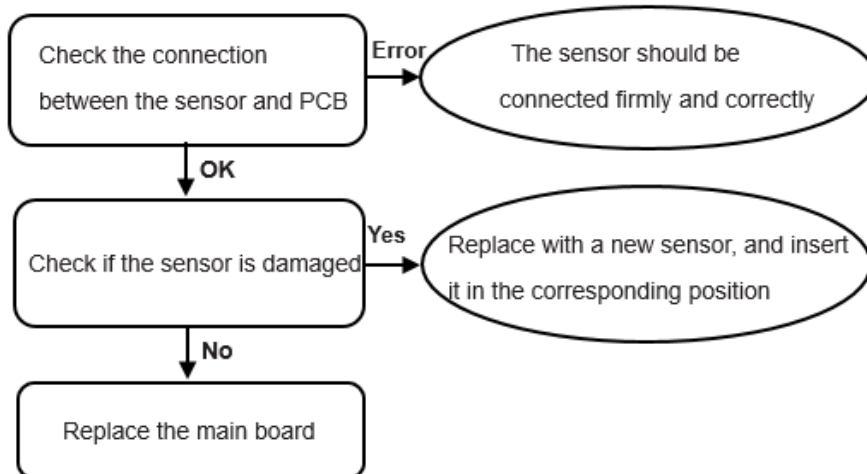 Check the connection
between the sensor and PCB
Error
The sensor should be
connected firmly and correctly
OK
Check if the sensor is damaged
Yes
Replace with a new sensor, and insert
it in the corresponding position
No
Replace the main board